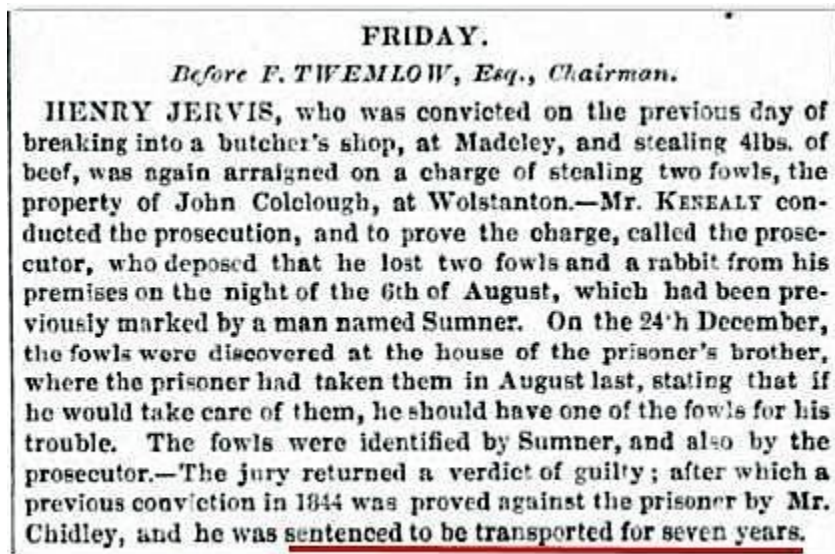 FRIDAY.
Before F. TWEMLOW, Esq., Chairman.
HENRY JERVIS, who was convicted on the previous day of
breaking into a butcher's shop, at Madeley, and stealing 4lbs. of
beef, was again arraigned on a charge of stealing two fowls, the
property of John Colclough, at Wolstanton.—Mr. KENEALY con-
ducted the prosecution, and to prove the charge, called the prose-
cutor, who deposed that he lost two fowls and a rabbit from his
premises on the night of the 6th of August, which had been pre-
viously marked by a man named Sumner. On the 24th December,
the fowls were discovered at the house of the prisoner's brother,
where the prisoner had taken them in August last, stating that if
he would take care of them, he should have one of the fowls for his
trouble. The fowls were identified by Sumner, and also by the
prosecutor.—The jury returned a verdict of guilty; after which a
previous conviction in 1844 was proved against the prisoner by Mr.
Chidley, and he was sentenced to be transported for seven years.